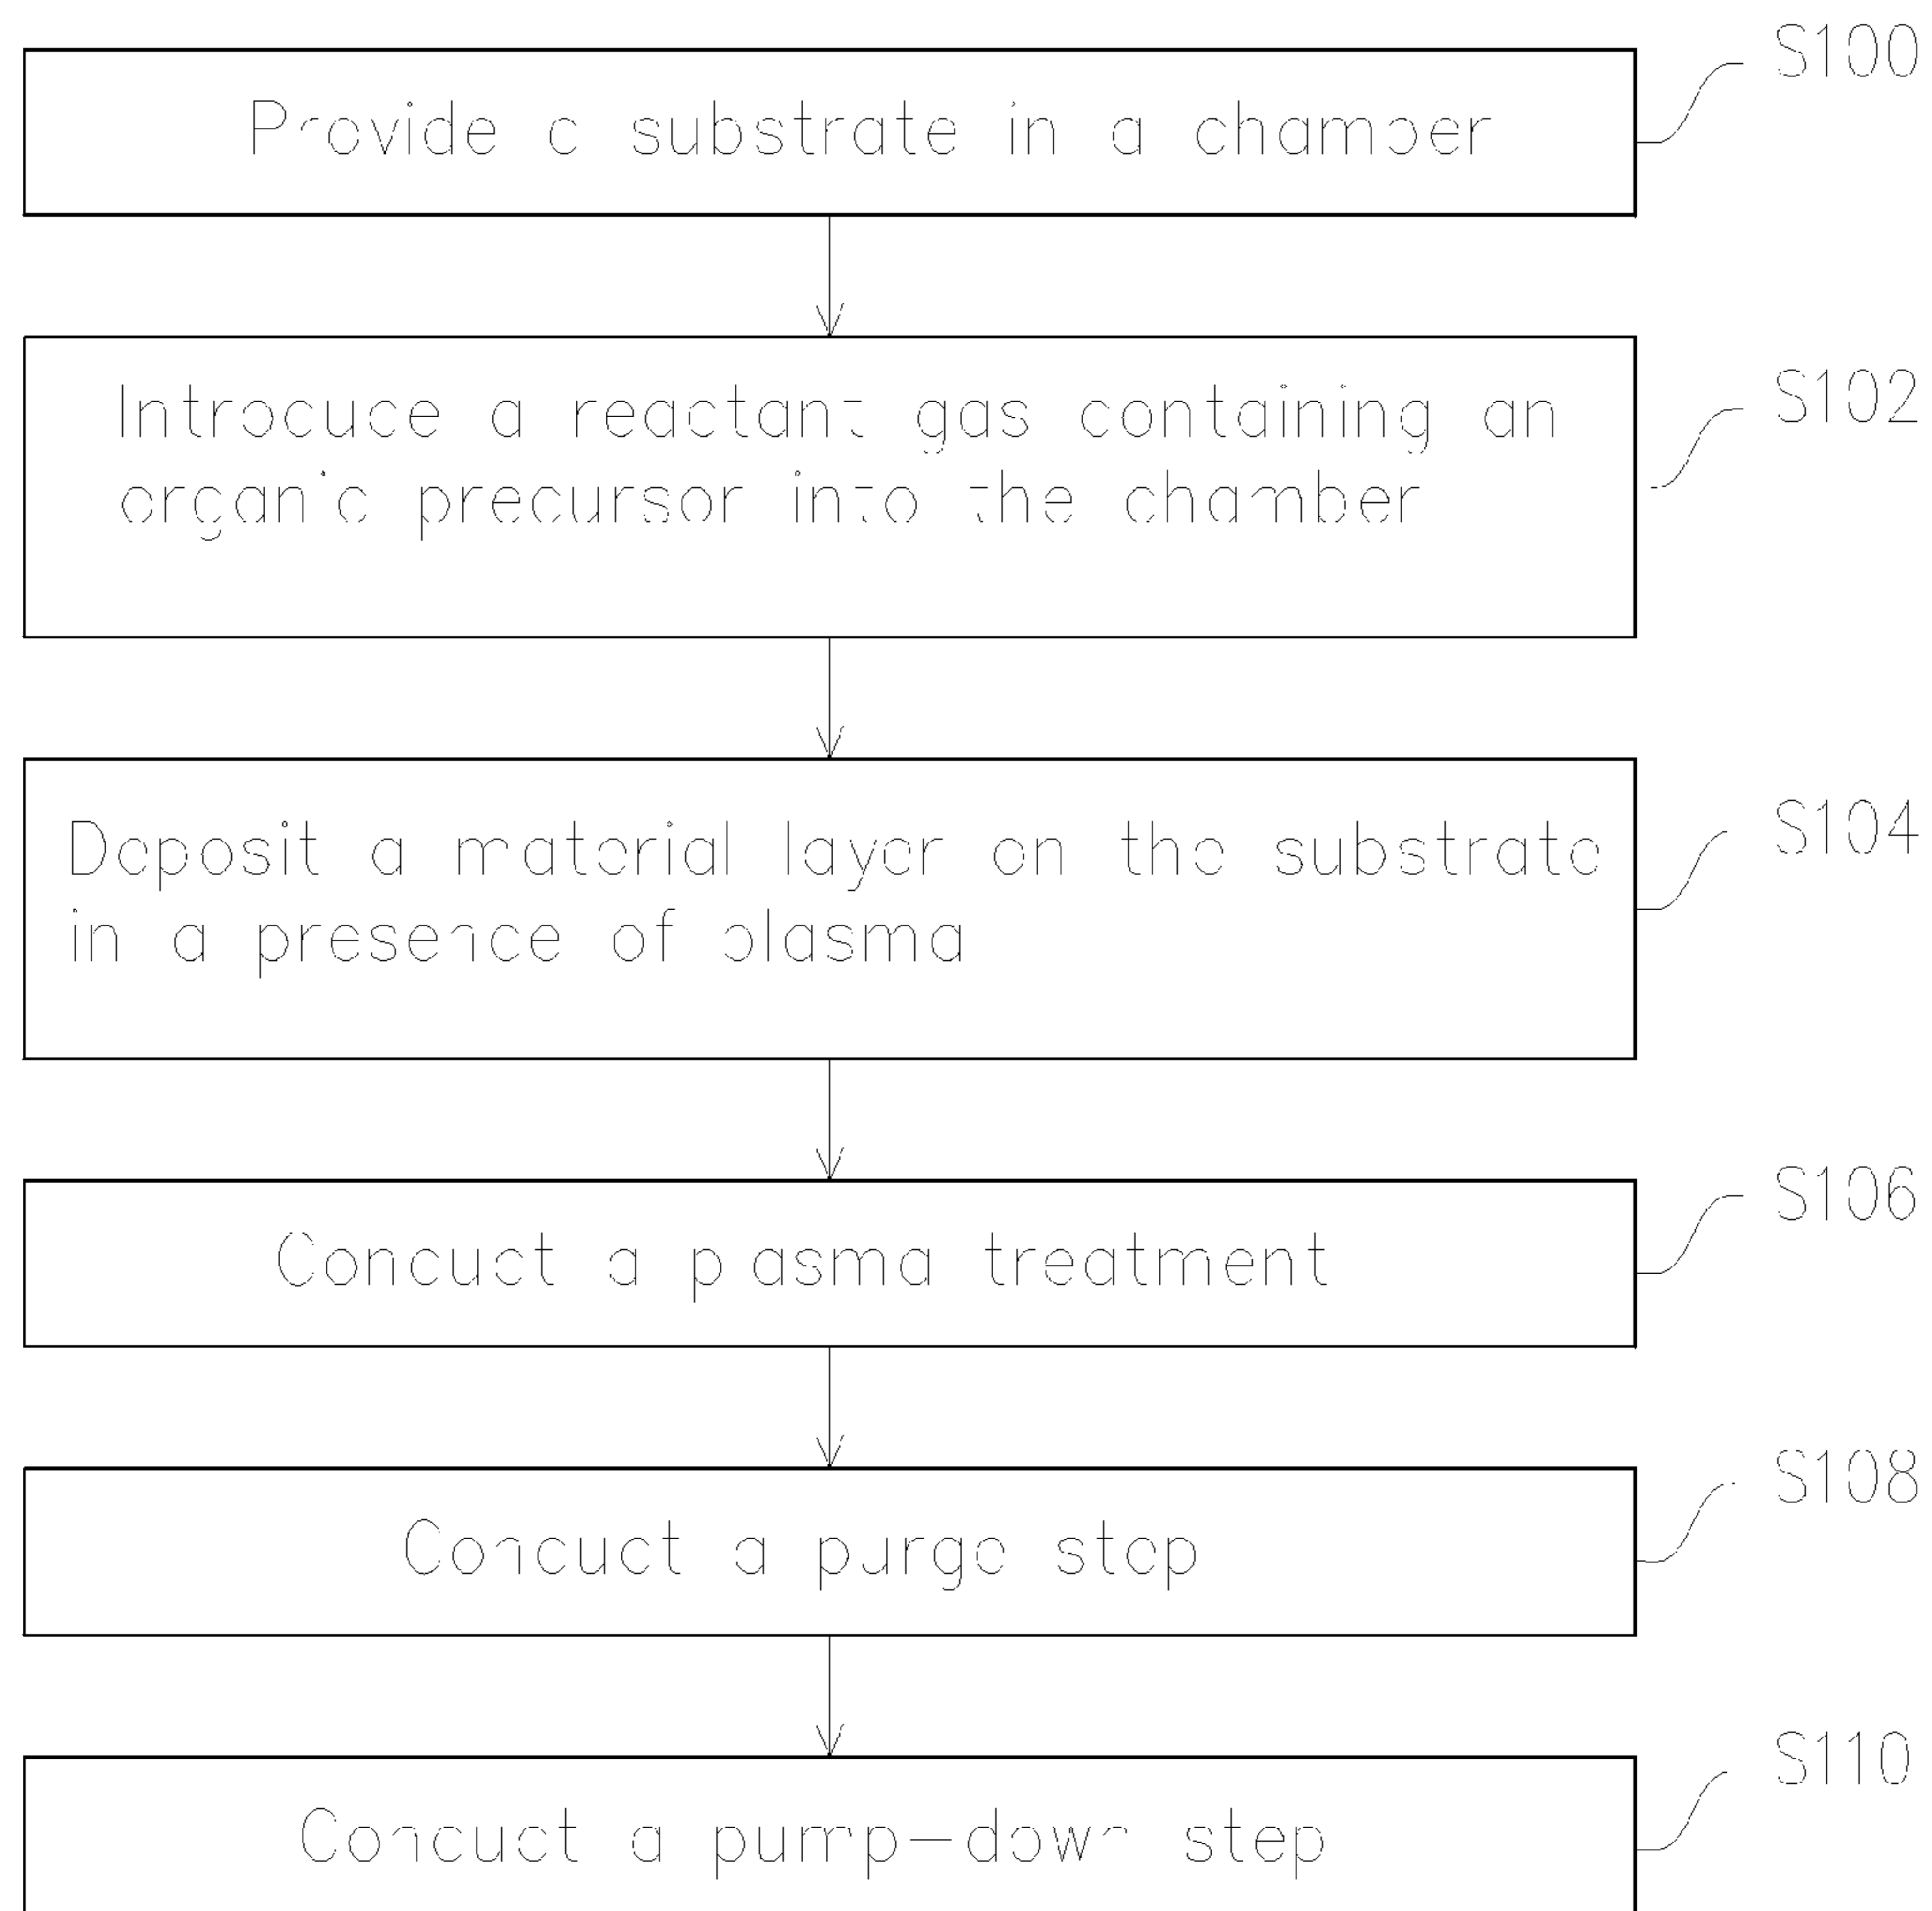 S100
Provide a substrate in a chamber
S102
Introduce a reactant gas containing an
organic precursor into the chamber
S104
Deposit a material layer on the substrate
in a presence of plasma
S106
Conduct a plasma treatment
S108
Conduct a purge step
S110
Conduct a pump-down step